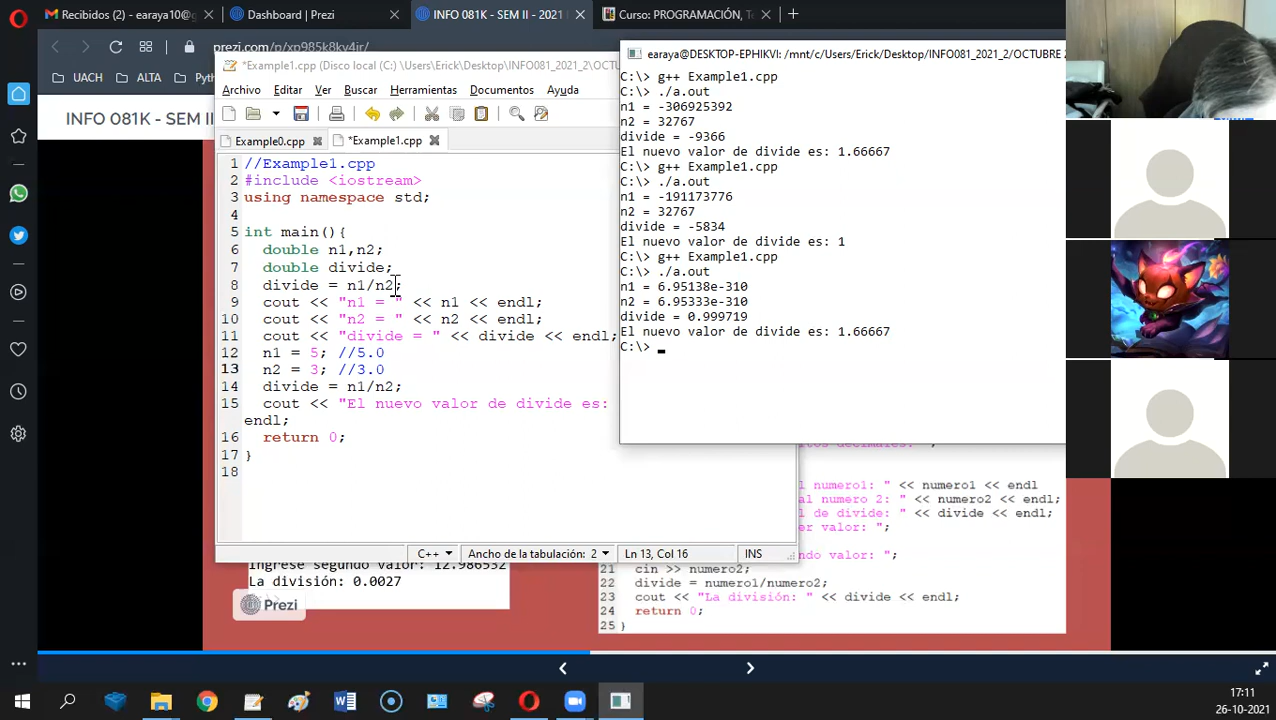 Recibidos (2) - earaya10@g
Dashboard | Prezi
INFO 081K - SEM II - 2021
Curso: PROGRAMACIÓN, T
prezi.com/p/xp985k8kv4ir/
UACH
ALTA
INFO 081K - SEM II
*Example1.cpp (Disco local (C:) \Users\Erick\Desktop\INFO081_2021_2/OCTU
Archivo Editar Ver Buscar Herramientas Documentos Ayuda
Example0.cpp
*Example1.cpp
1 //Example1.cpp
2 #include <iostream>
3 using namespace std;
4
5 int main(){
6 double n1,n2;
7 double divide;
8 divide = n1/n2;
9 cout << "n1 = " << n1 << endl;
10 cout << "n2 = " << n2 << endl;
11 cout << "divide = " << divide << endl;
12 n1 = 5; //5.0
13 n2 = 3; //3.0
14 divide = n1/n2;
15 cout << "El nuevo valor de divide es:
endl;
16 return 0;
17 }
18
C++
Ancho de la tabulación: 2
Ln 13, Col 16
INS
earaya@DESKTOP-EPHIKVI: /mnt/c/Users/Erick/Desktop/INFO081_2021_2/OCTUBRE 2
C:\> g++ Example1.cpp
C:\> ./a.out
n1 = -306925392
n2 = 32767
divide = -9366
El nuevo valor de divide es: 1.66667
C:\> g++ Example1.cpp
C:\> ./a.out
n1 = -191173776
n2 = 32767
divide = -5834
El nuevo valor de divide es: 1
C:\> g++ Example1.cpp
C:\> ./a.out
n1 = 6.95138e-310
n2 = 6.95333e-310
divide = 0.999719
El nuevo valor de divide es: 1.66667
C:\>
l numero1: " << numero1 << endl
al numero 2: " << numero2 << endl;
l de divide: " << divide << endl;
er valor: ";
ndo valor: ";
21 cin >> numero2;
22 divide = numero1/numero2;
23 cout << "La división: " << divide << endl;
24 return 0;
25 }
Ingrese segundo valor: 12.986532
La división: 0.0027
Prezi
17:11
26-10-2021